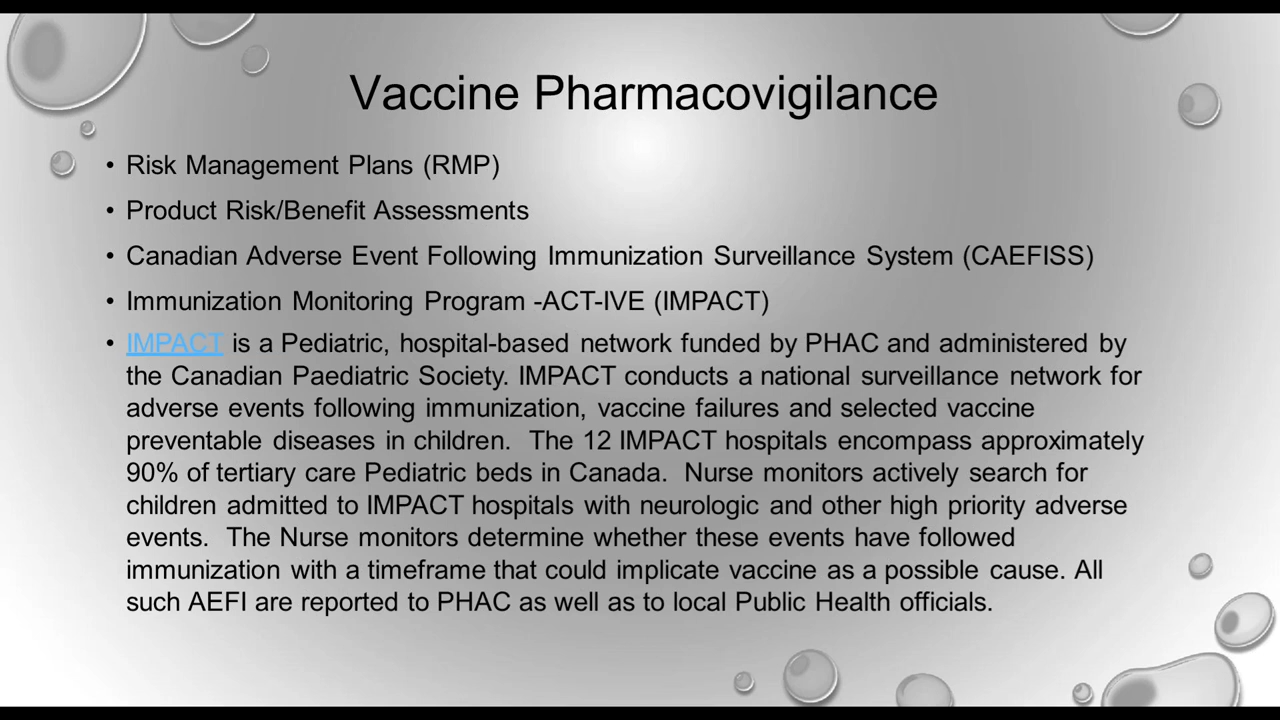 Vaccine Pharmacovigilance
• Risk Management Plans (RMP)
• Product Risk/Benefit Assessments
• Canadian Adverse Event Following Immunization Surveillance System (CAEFISS)
• Immunization Monitoring Program -ACT-IVE (IMPACT)
• IMPACT is a Pediatric, hospital-based network funded by PHAC and administered by
the Canadian Paediatric Society. IMPACT conducts a national surveillance network for
adverse events following immunization, vaccine failures and selected vaccine
preventable diseases in children. The 12 IMPACT hospitals encompass approximately
90% of tertiary care Pediatric beds in Canada. Nurse monitors actively search for
children admitted to IMPACT hospitals with neurologic and other high priority adverse
events. The Nurse monitors determine whether these events have followed
immunization with a timeframe that could implicate vaccine as a possible cause. All
such AEFI are reported to PHAC as well as to local Public Health officials.